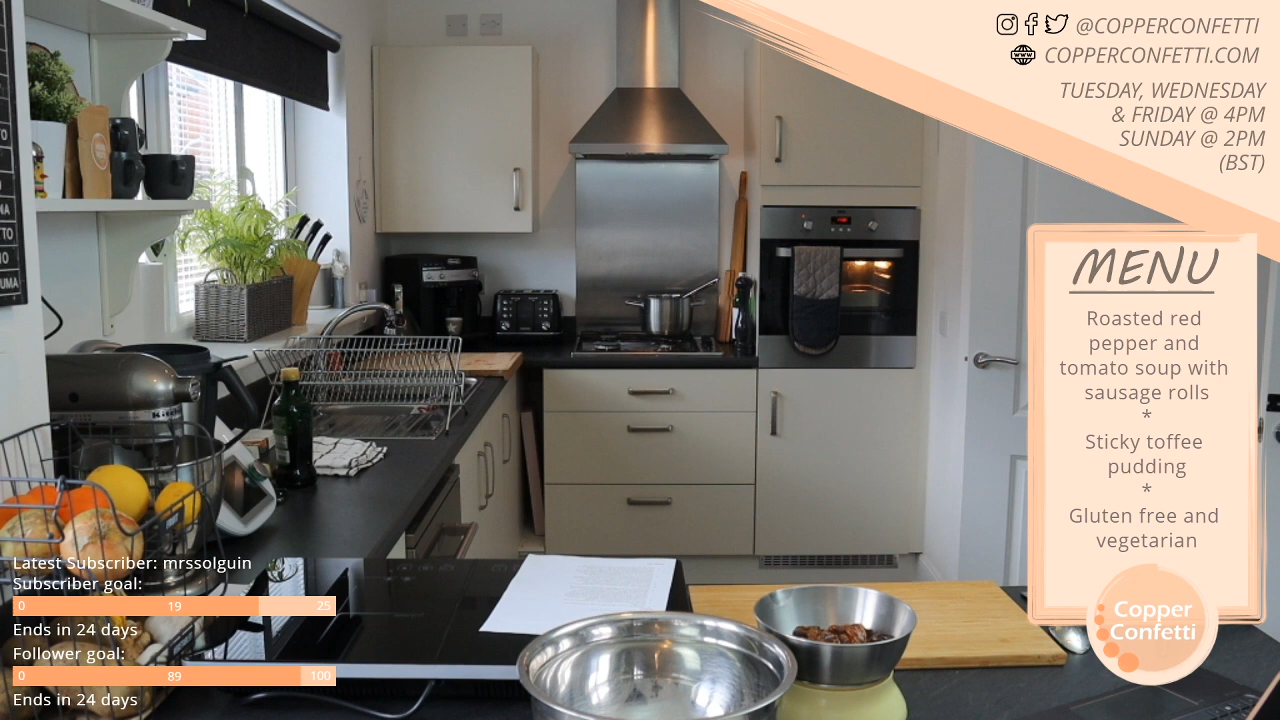 @COPPERCONFETTI
COPPERCONFETTI.COM
TUESDAY, WEDNESDAY
& FRIDAY @ 4PM
SUNDAY @ 2PM
(BST)
MENU
Roasted red
pepper and
tomato soup with
sausage rolls
*
Sticky toffee
pudding
*
Gluten free and
vegetarian
Copper
Confetti
Latest Subscriber: mrssolguin
Subscriber goal:
0 19 25
Ends in 24 days
Follower goal:
0 89 100
Ends in 24 days